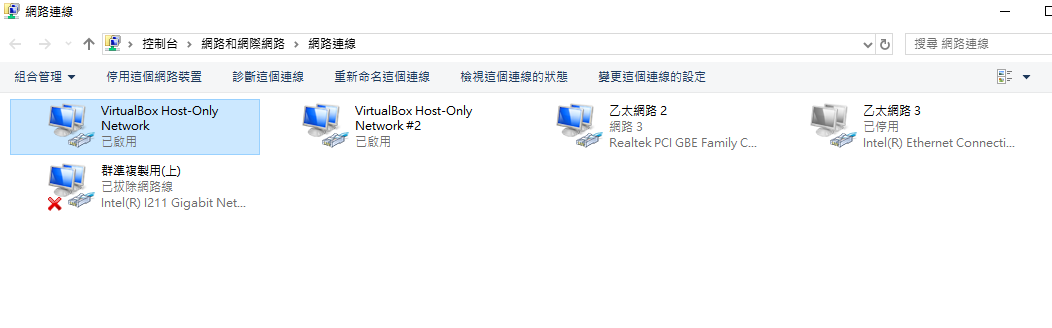 網路連線
控制台 › 網路和網際網路 › 網路連線
搜尋 網路連線
組合管理 停用這個網路裝置 診斷這個連線 重新命名這個連線 檢視這個連線的狀態 變更這個連線的設定
VirtualBox Host-Only
Network
已啟用
VirtualBox Host-Only
Network #2
已啟用
乙太網路 2
網路 3
Realtek PCI GBE Family C...
乙太網路 3
已停用
Intel(R) Ethernet Connecti...
群準複製用(上)
已拔除網路線
Intel(R) I211 Gigabit Net...